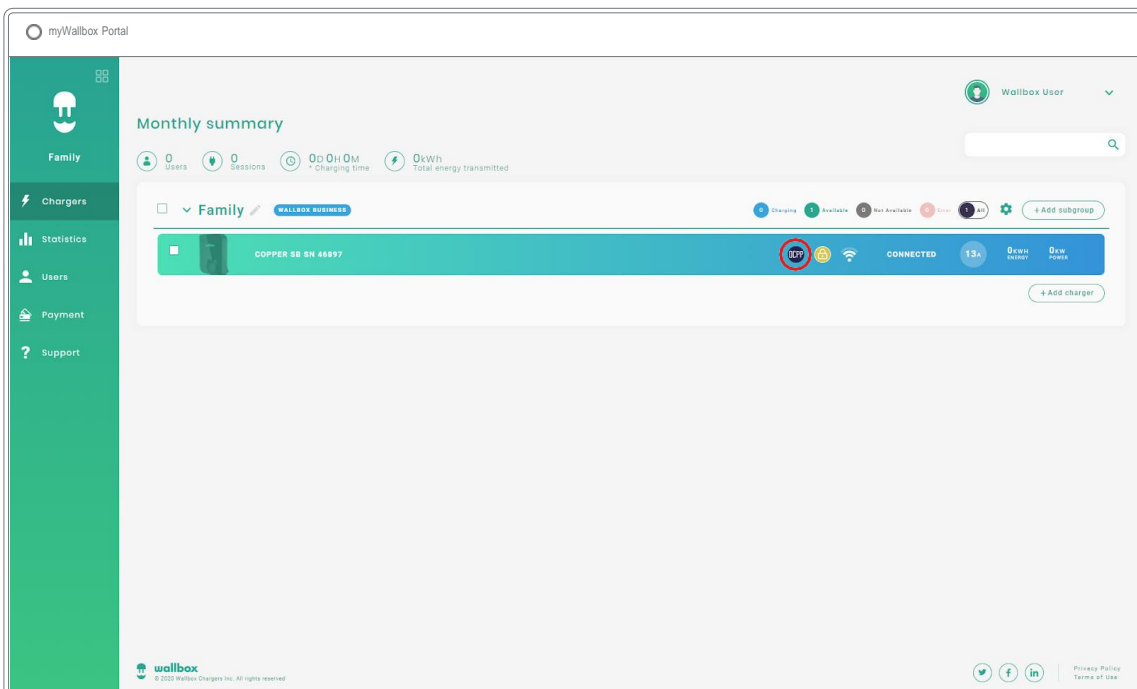 myWallbox Portal
Wallbox User
Monthly summary
Family
0 Users
0 Sessions
0D 0H 0M * Charging time
0kWh Total energy transmitted
Chargers
Statistics
Users
Payment
Support
Family WALLBOX BUSINESS
0 Charging 1 Available 0 Not Available 0 Error 1 All + Add subgroup
COPPER SB SN 46897 OCPP CONNECTED 13A 0KWH ENERGY 0KW POWER
+ Add charger
wallbox
© 2020 Wallbox Chargers Inc. All rights reserved
Privacy Policy
Terms of Use